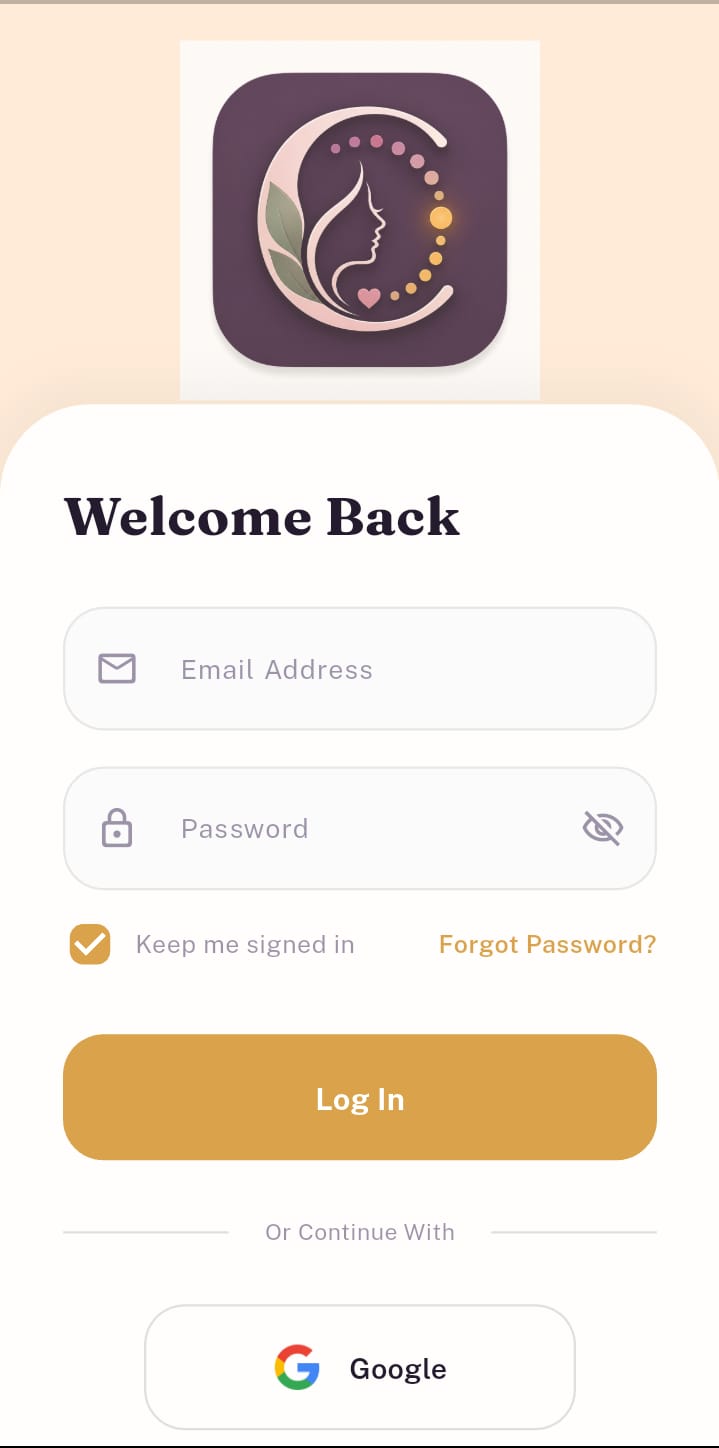 Welcome Back
Email Address
Password
Keep me signed in
Forgot Password?
Log In
Or Continue With
Google